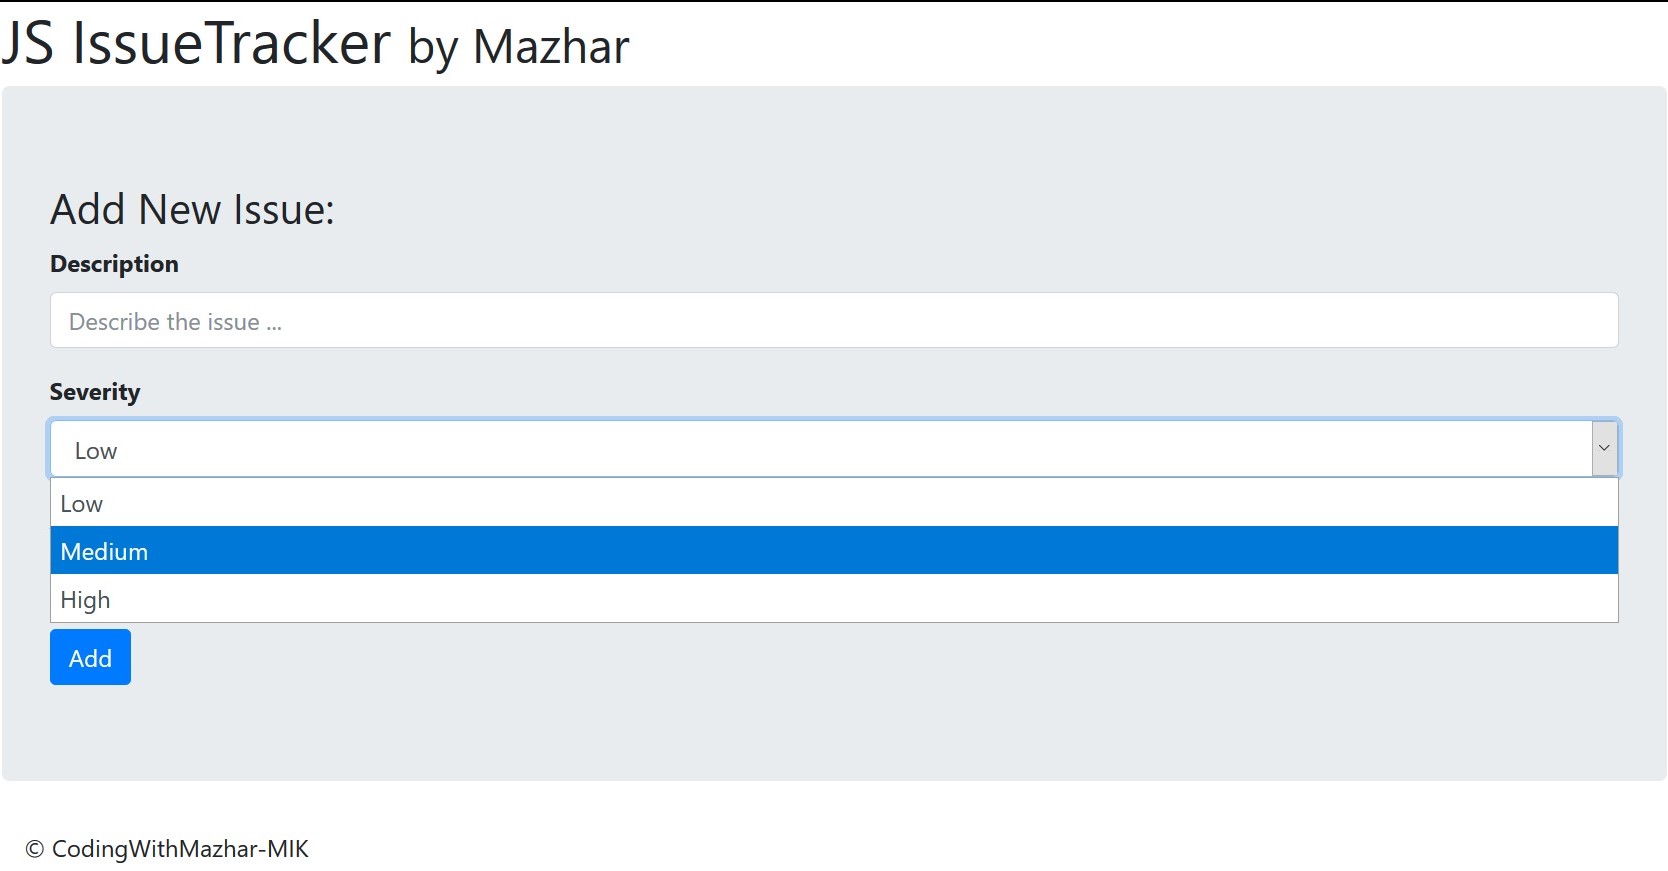 JS IssueTracker by Mazhar
Add New Issue:
Description
Describe the issue ...
Severity
Low
Low
Medium
High
Add
© CodingWithMazhar-MIK